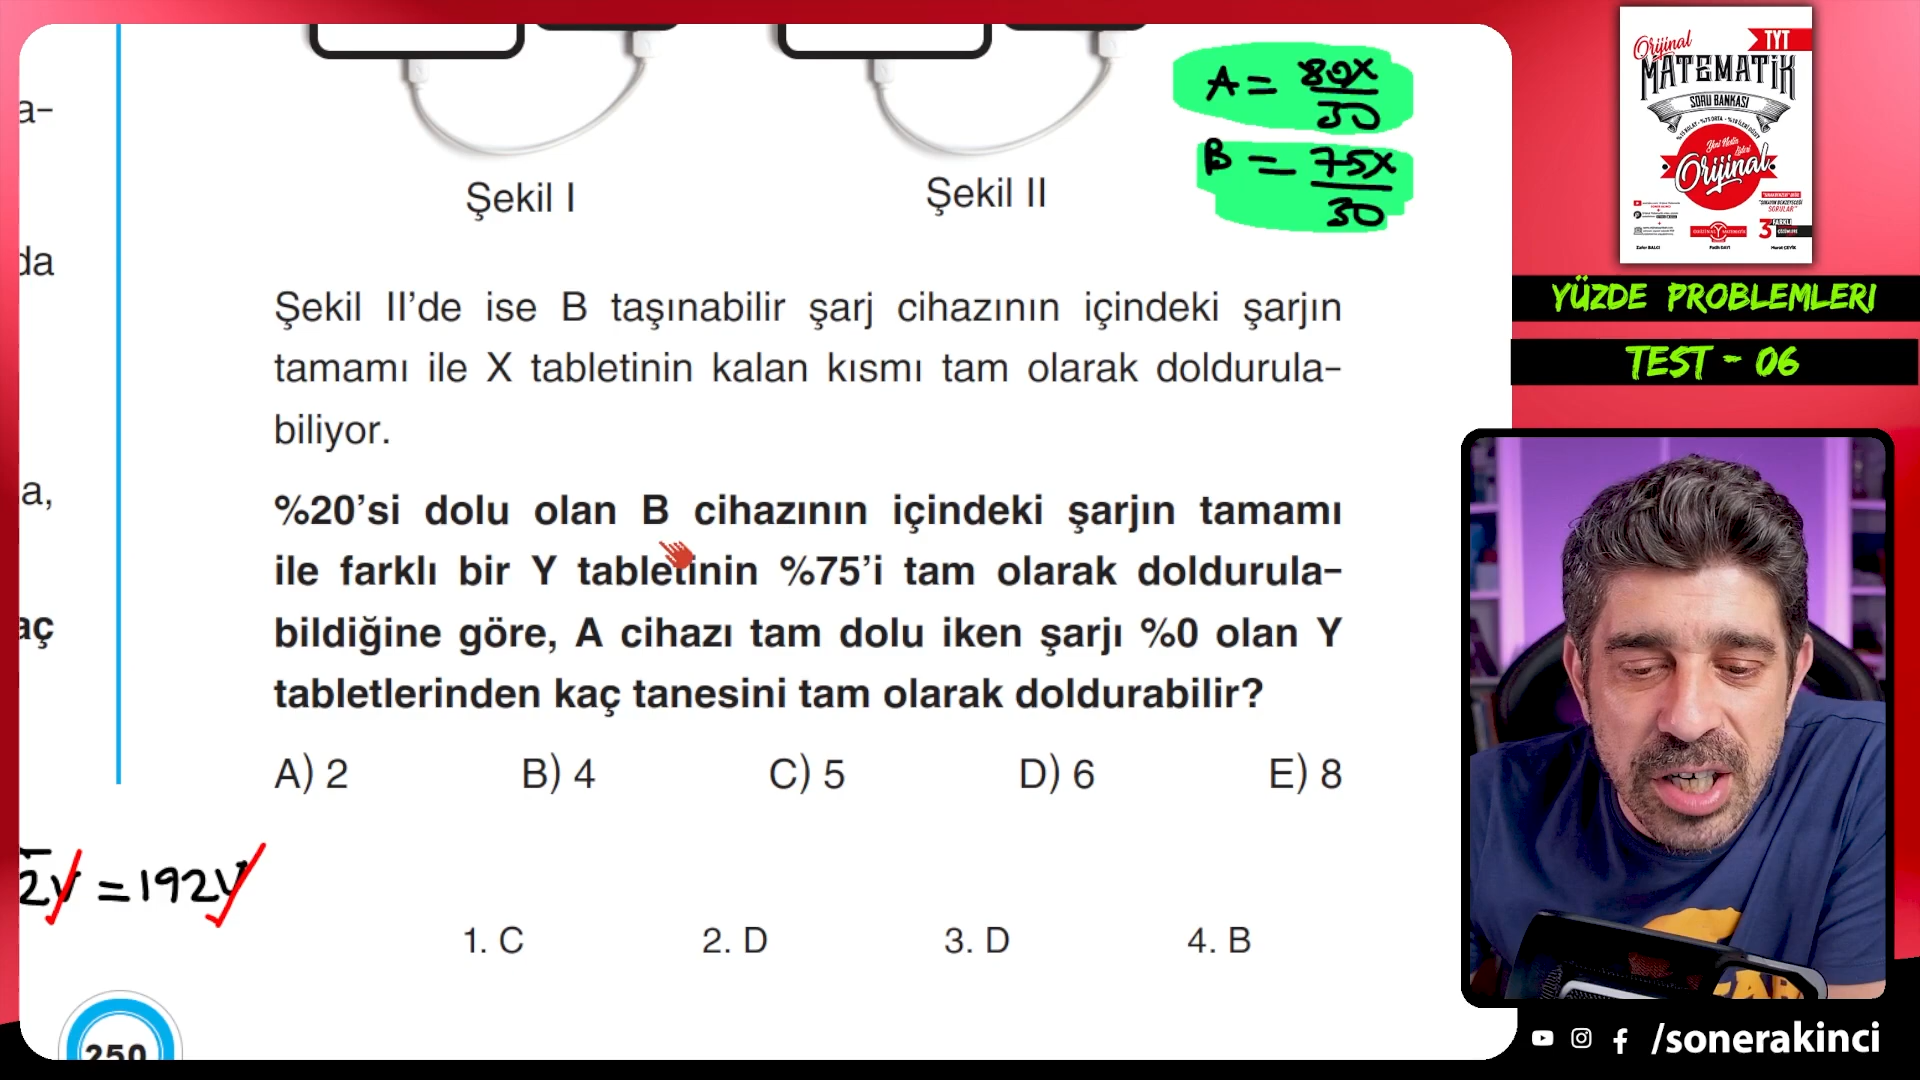 a-
da
a,
aç
Şekil I
Şekil II
A = 80x
30
B = 75x
30
Şekil II’de ise B taşınabilir şarj cihazının içindeki şarjın
tamamı ile X tabletinin kalan kısmı tam olarak doldurula-
biliyor.
%20’si dolu olan B cihazının içindeki şarjın tamamı
ile farklı bir Y tabletinin %75’i tam olarak doldurula-
bildiğine göre, A cihazı tam dolu iken şarjı %0 olan Y
tabletlerinden kaç tanesini tam olarak doldurabilir?
A) 2 B) 4 C) 5 D) 6 E) 8
2y = 192y
1. C 2. D 3. D 4. B
250
Orijinal
TYT
MATEMATİK
SORU BANKASI
Orijinal
YÜZDE PROBLEMLERI
TEST - 06
/sonerakinci